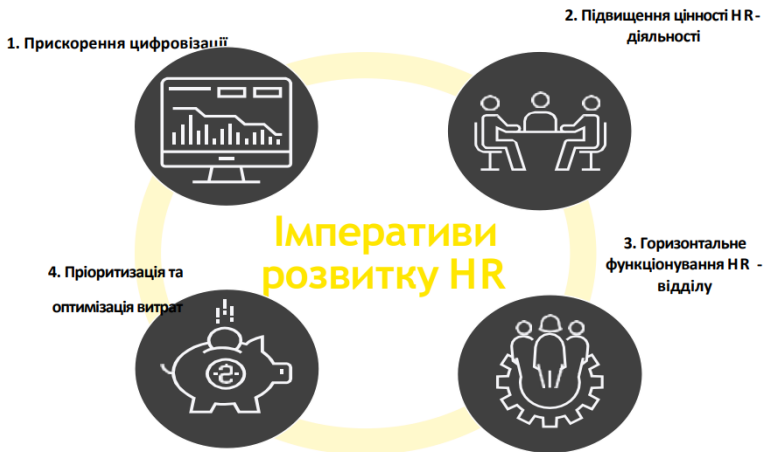 1. Прискорення цифровізації
2. Підвищення цінності HR-
діяльності
Імперативи
розвитку HR
3. Горизонтальне
функціонування HR -
відділу
4. Пріоритизація та
оптимізація витрат